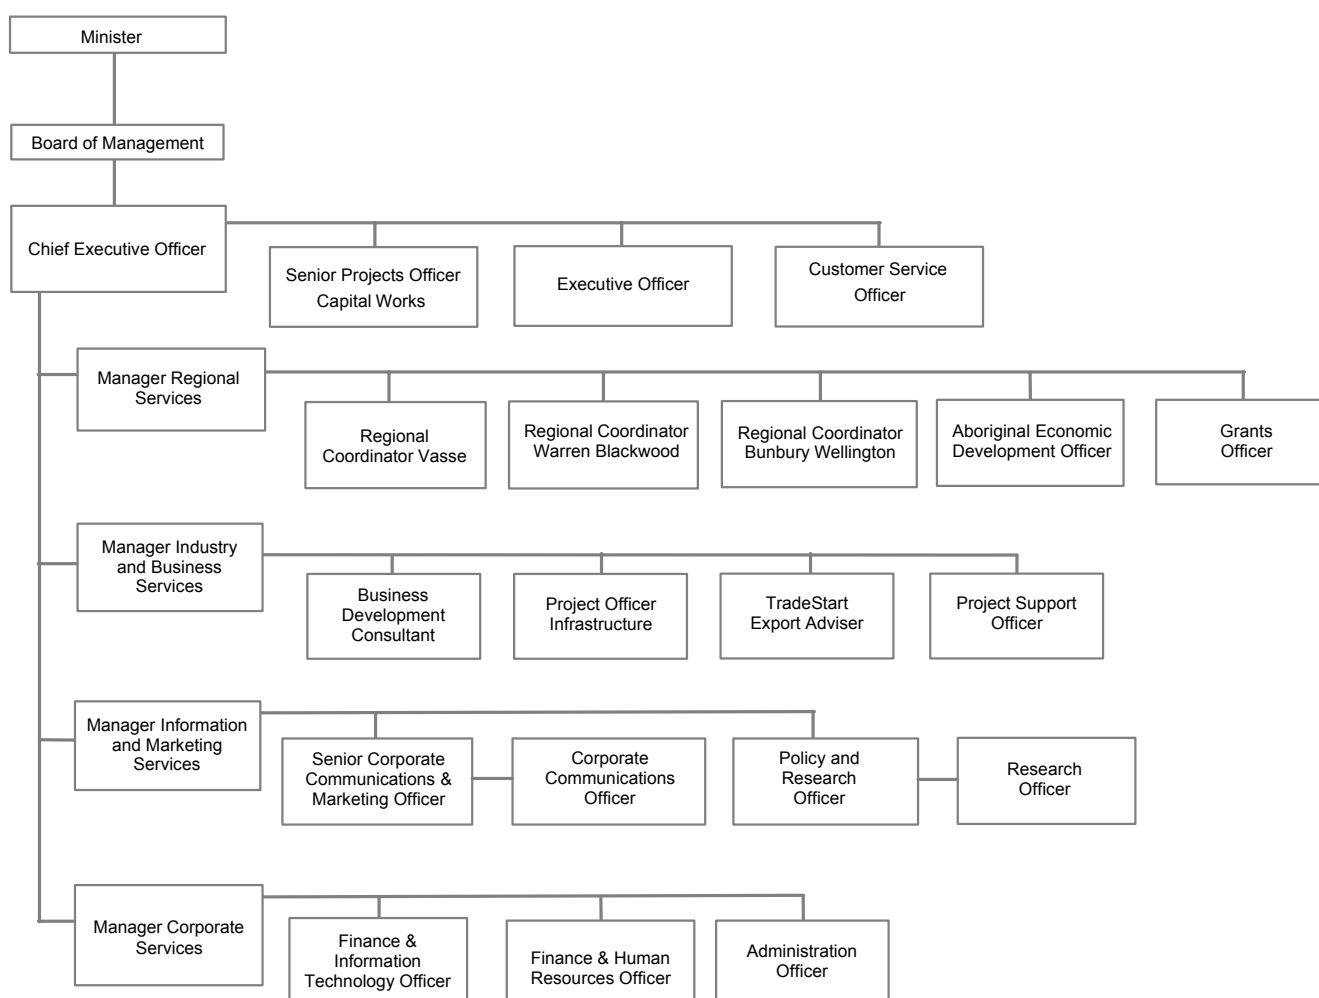 Minister
Board of Management
Chief Executive Officer
Senior Projects Officer
Capital Works
Executive Officer
Customer Service
Officer
Manager Regional
Services
Regional
Coordinator Vasse
Regional Coordinator
Warren Blackwood
Regional Coordinator
Bunbury Wellington
Aboriginal Economic
Development Officer
Grants
Officer
Manager Industry
and Business
Services
Business
Development
Consultant
Project Officer
Infrastructure
TradeStart
Export Adviser
Project Support
Officer
Manager Information
and Marketing
Services
Senior Corporate
Communications &
Marketing Officer
Corporate
Communications
Officer
Policy and
Research
Officer
Research
Officer
Manager Corporate
Services
Finance &
Information
Technology Officer
Finance & Human
Resources Officer
Administration
Officer